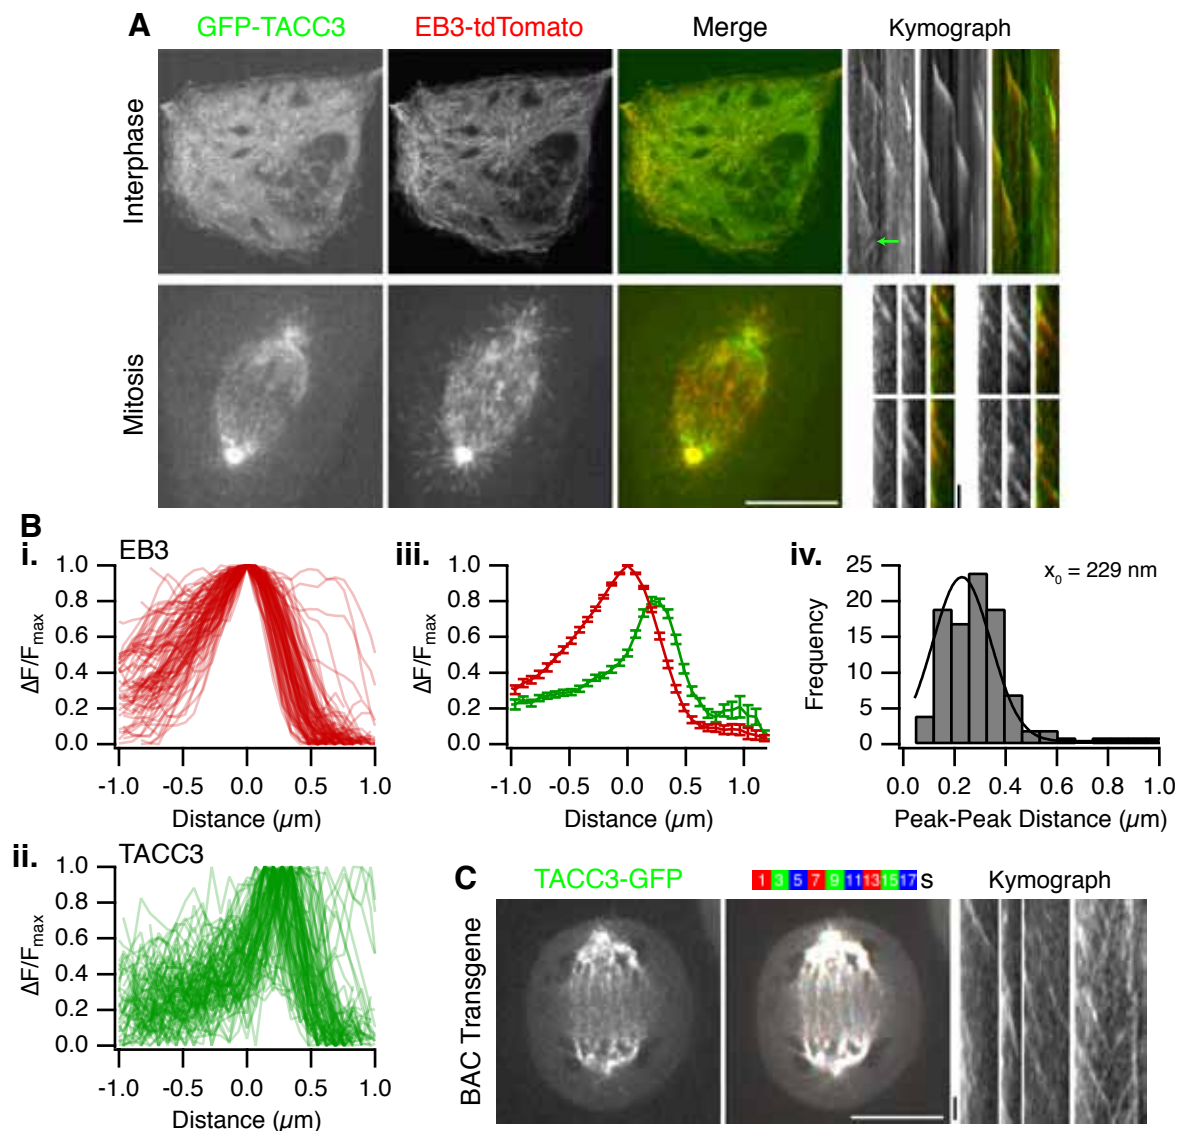 A GFP-TACC3 EB3-tdTomato Merge Kymograph
Interphase
Mitosis
B
i. EB3
1.0
0.8
0.6
0.4
0.2
0.0
ΔF/Fmax
-1.0 -0.5 0.0 0.5 1.0
Distance (µm)
iii.
1.0
0.8
0.6
0.4
0.2
0.0
ΔF/Fmax
-1.0 -0.5 0.0 0.5 1.0
Distance (µm)
iv.
x0 = 229 nm
25
20
15
10
5
0
Frequency
0.0 0.2 0.4 0.6 0.8 1.0
Peak-Peak Distance (µm)
ii. TACC3
1.0
0.8
0.6
0.4
0.2
0.0
ΔF/Fmax
-1.0 -0.5 0.0 0.5 1.0
Distance (µm)
C TACC3-GFP 1 3 5 7 9 11 13 15 17 s Kymograph
BAC Transgene